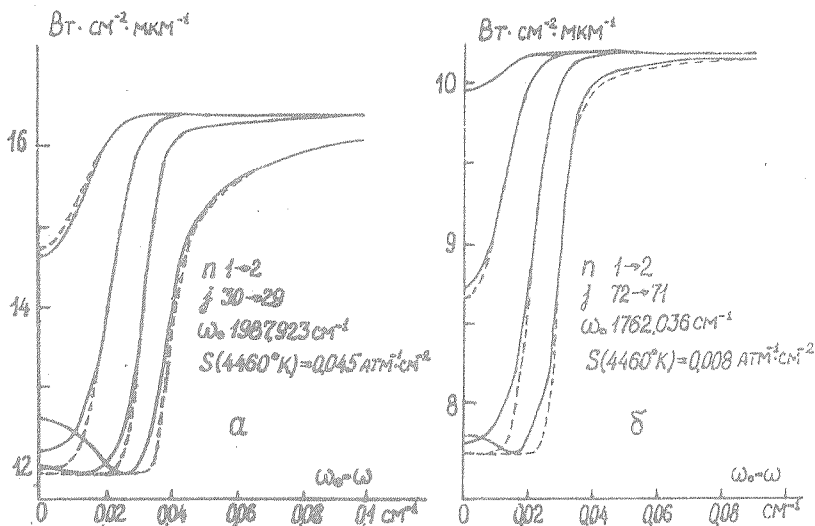 Вт· см⁻²· мкм⁻¹
16
14
12
n 1→2
j 30→29
ω₀ 1987,923 см⁻¹
S(4460°K)=0,045 АТМ⁻¹·см⁻²
а
ω₀-ω
0 0,02 0,04 0,06 0,08 0,1 см⁻¹
Вт· см⁻²· мкм⁻¹
10
9
8
n 1→2
j 72→71
ω₀ 1762,036 см⁻¹
S(4460°K)=0,008 АТМ⁻¹·см⁻²
б
ω₀-ω
0 0,02 0,04 0,06 0,08 см⁻¹